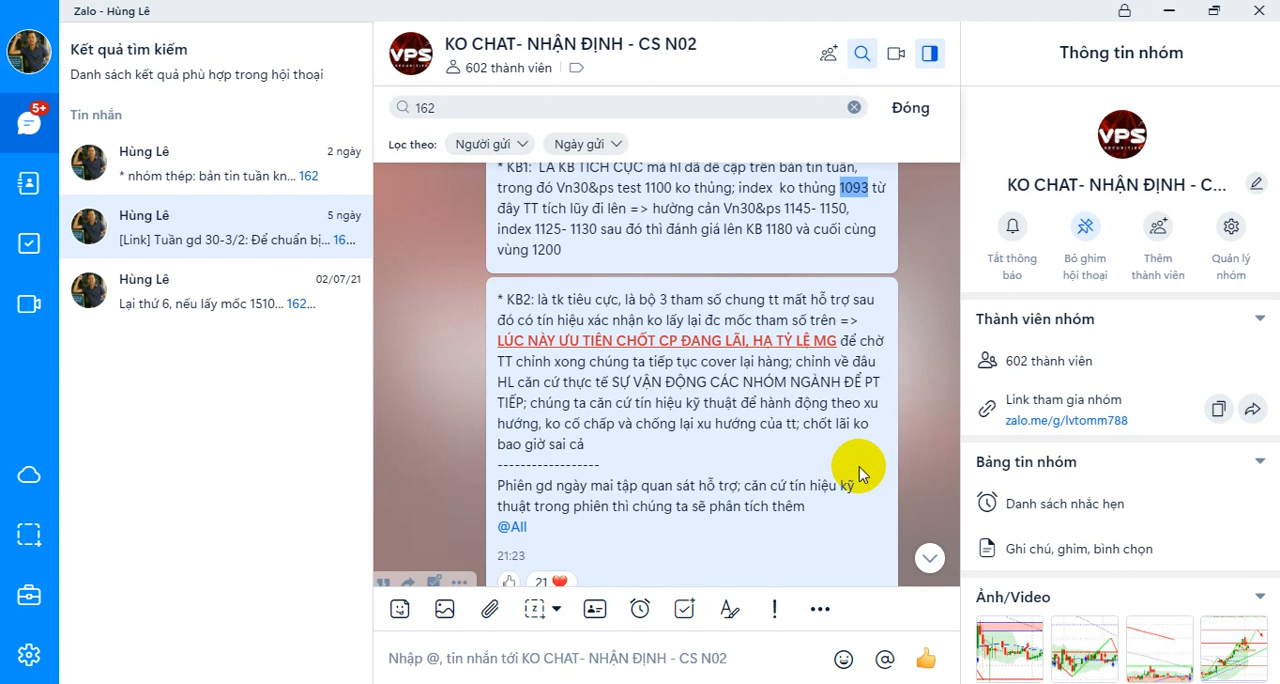 Zalo - Hùng Lê
5+
Kết quả tìm kiếm
Danh sách kết quả phù hợp trong hội thoại
Tin nhắn
Hùng Lê
2 ngày
* nhóm thép: bản tin tuần kn... 162
Hùng Lê
5 ngày
[Link] Tuần gd 30-3/2: Để chuẩn bị... 16...
Hùng Lê
02/07/21
Lại thứ 6, nếu lấy mốc 1510... 162...
VPS
SECURITIES
KO CHAT- NHẬN ĐỊNH - CS N02
602 thành viên
162
Đóng
Lọc theo:
Người gửi
Ngày gửi
* KB1: LÀ KB TÍCH CỰC mà hl đã đề cập trên bản tin tuần,
trong đó Vn30&ps test 1100 ko thủng; index ko thủng 1093 từ
đây TT tích lũy đi lên => hướng cản Vn30&ps 1145- 1150,
index 1125- 1130 sau đó thì đánh giá lên KB 1180 và cuối cùng
vùng 1200
* KB2: là tk tiêu cực, là bộ 3 tham số chung tt mất hỗ trợ sau
đó có tín hiệu xác nhận ko lấy lại đc mốc tham số trên =>
LÚC NÀY ƯU TIÊN CHỐT CP ĐANG LÃI, HẠ TỶ LỆ MG để chờ
TT chỉnh xong chúng ta tiếp tục cover lại hàng; chỉnh về đâu
HL căn cứ thực tế SỰ VẬN ĐỘNG CÁC NHÓM NGÀNH ĐỂ PT
TIẾP; chúng ta căn cứ tín hiệu kỹ thuật để hành động theo xu
hướng, ko cố chấp và chống lại xu hướng của tt; chốt lãi ko
bao giờ sai cả
------------------
Phiên gd ngày mai tập quan sát hỗ trợ; căn cứ tín hiệu kỹ
thuật trong phiên thì chúng ta sẽ phân tích thêm
@All
21:23
21
Nhập @, tin nhắn tới KO CHAT- NHẬN ĐỊNH - CS N02
Thông tin nhóm
VPS
SECURITIES
KO CHAT- NHẬN ĐỊNH - C...
Tắt thông
báo
Bỏ ghim
hội thoại
Thêm
thành viên
Quản lý
nhóm
Thành viên nhóm
602 thành viên
Link tham gia nhóm
zalo.me/g/lvtomm788
Bảng tin nhóm
Danh sách nhắc hẹn
Ghi chú, ghim, bình chọn
Ảnh/Video